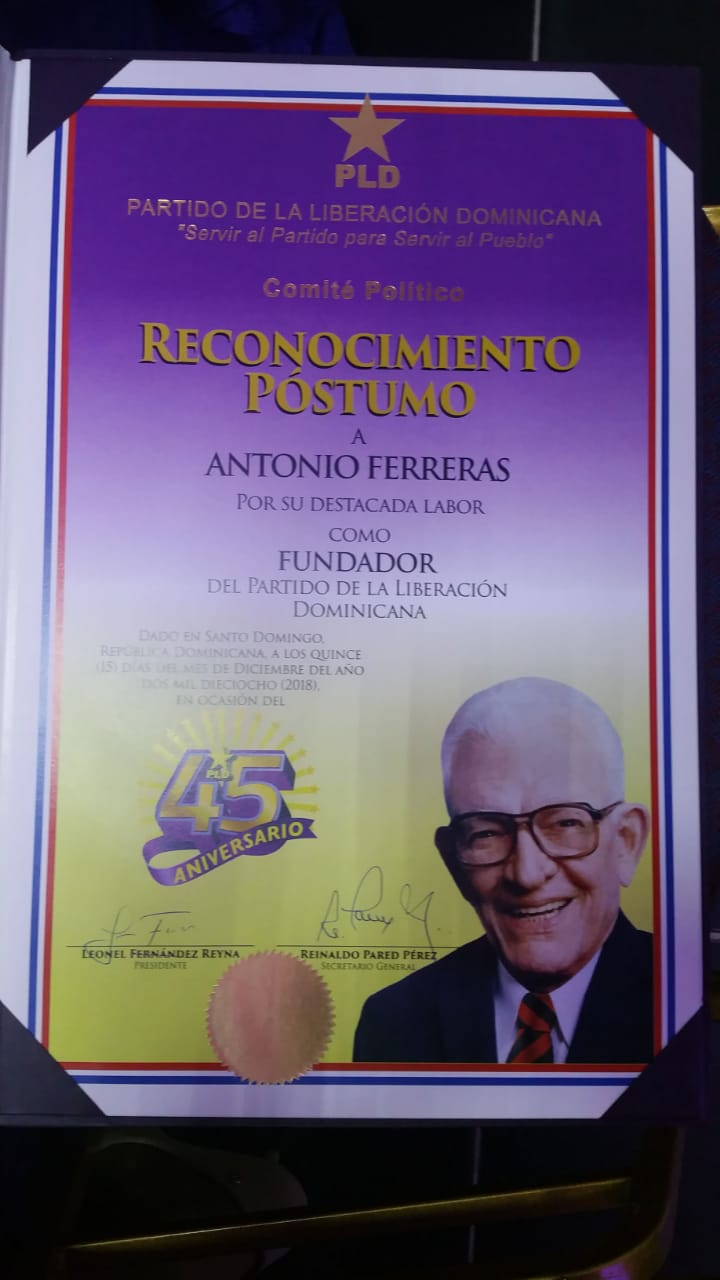 PLD
PARTIDO DE LA LIBERACIÓN DOMINICANA
"Servir al Partido para Servir al Pueblo"
Comité Político
RECONOCIMIENTO
PÓSTUMO
A
ANTONIO FERRERAS
POR SU DESTACADA LABOR
COMO
FUNDADOR
DEL PARTIDO DE LA LIBERACIÓN
DOMINICANA
DADO EN SANTO DOMINGO,
REPÚBLICA DOMINICANA, A LOS QUINCE
(15) DÍAS DEL MES DE DICIEMBRE DEL AÑO
DOS MIL DIECIOCHO (2018),
EN OCASIÓN DEL
PLD
45
ANIVERSARIO
LEONEL FERNÁNDEZ REYNA
PRESIDENTE
REINALDO PARED PÉREZ
SECRETARIO GENERAL